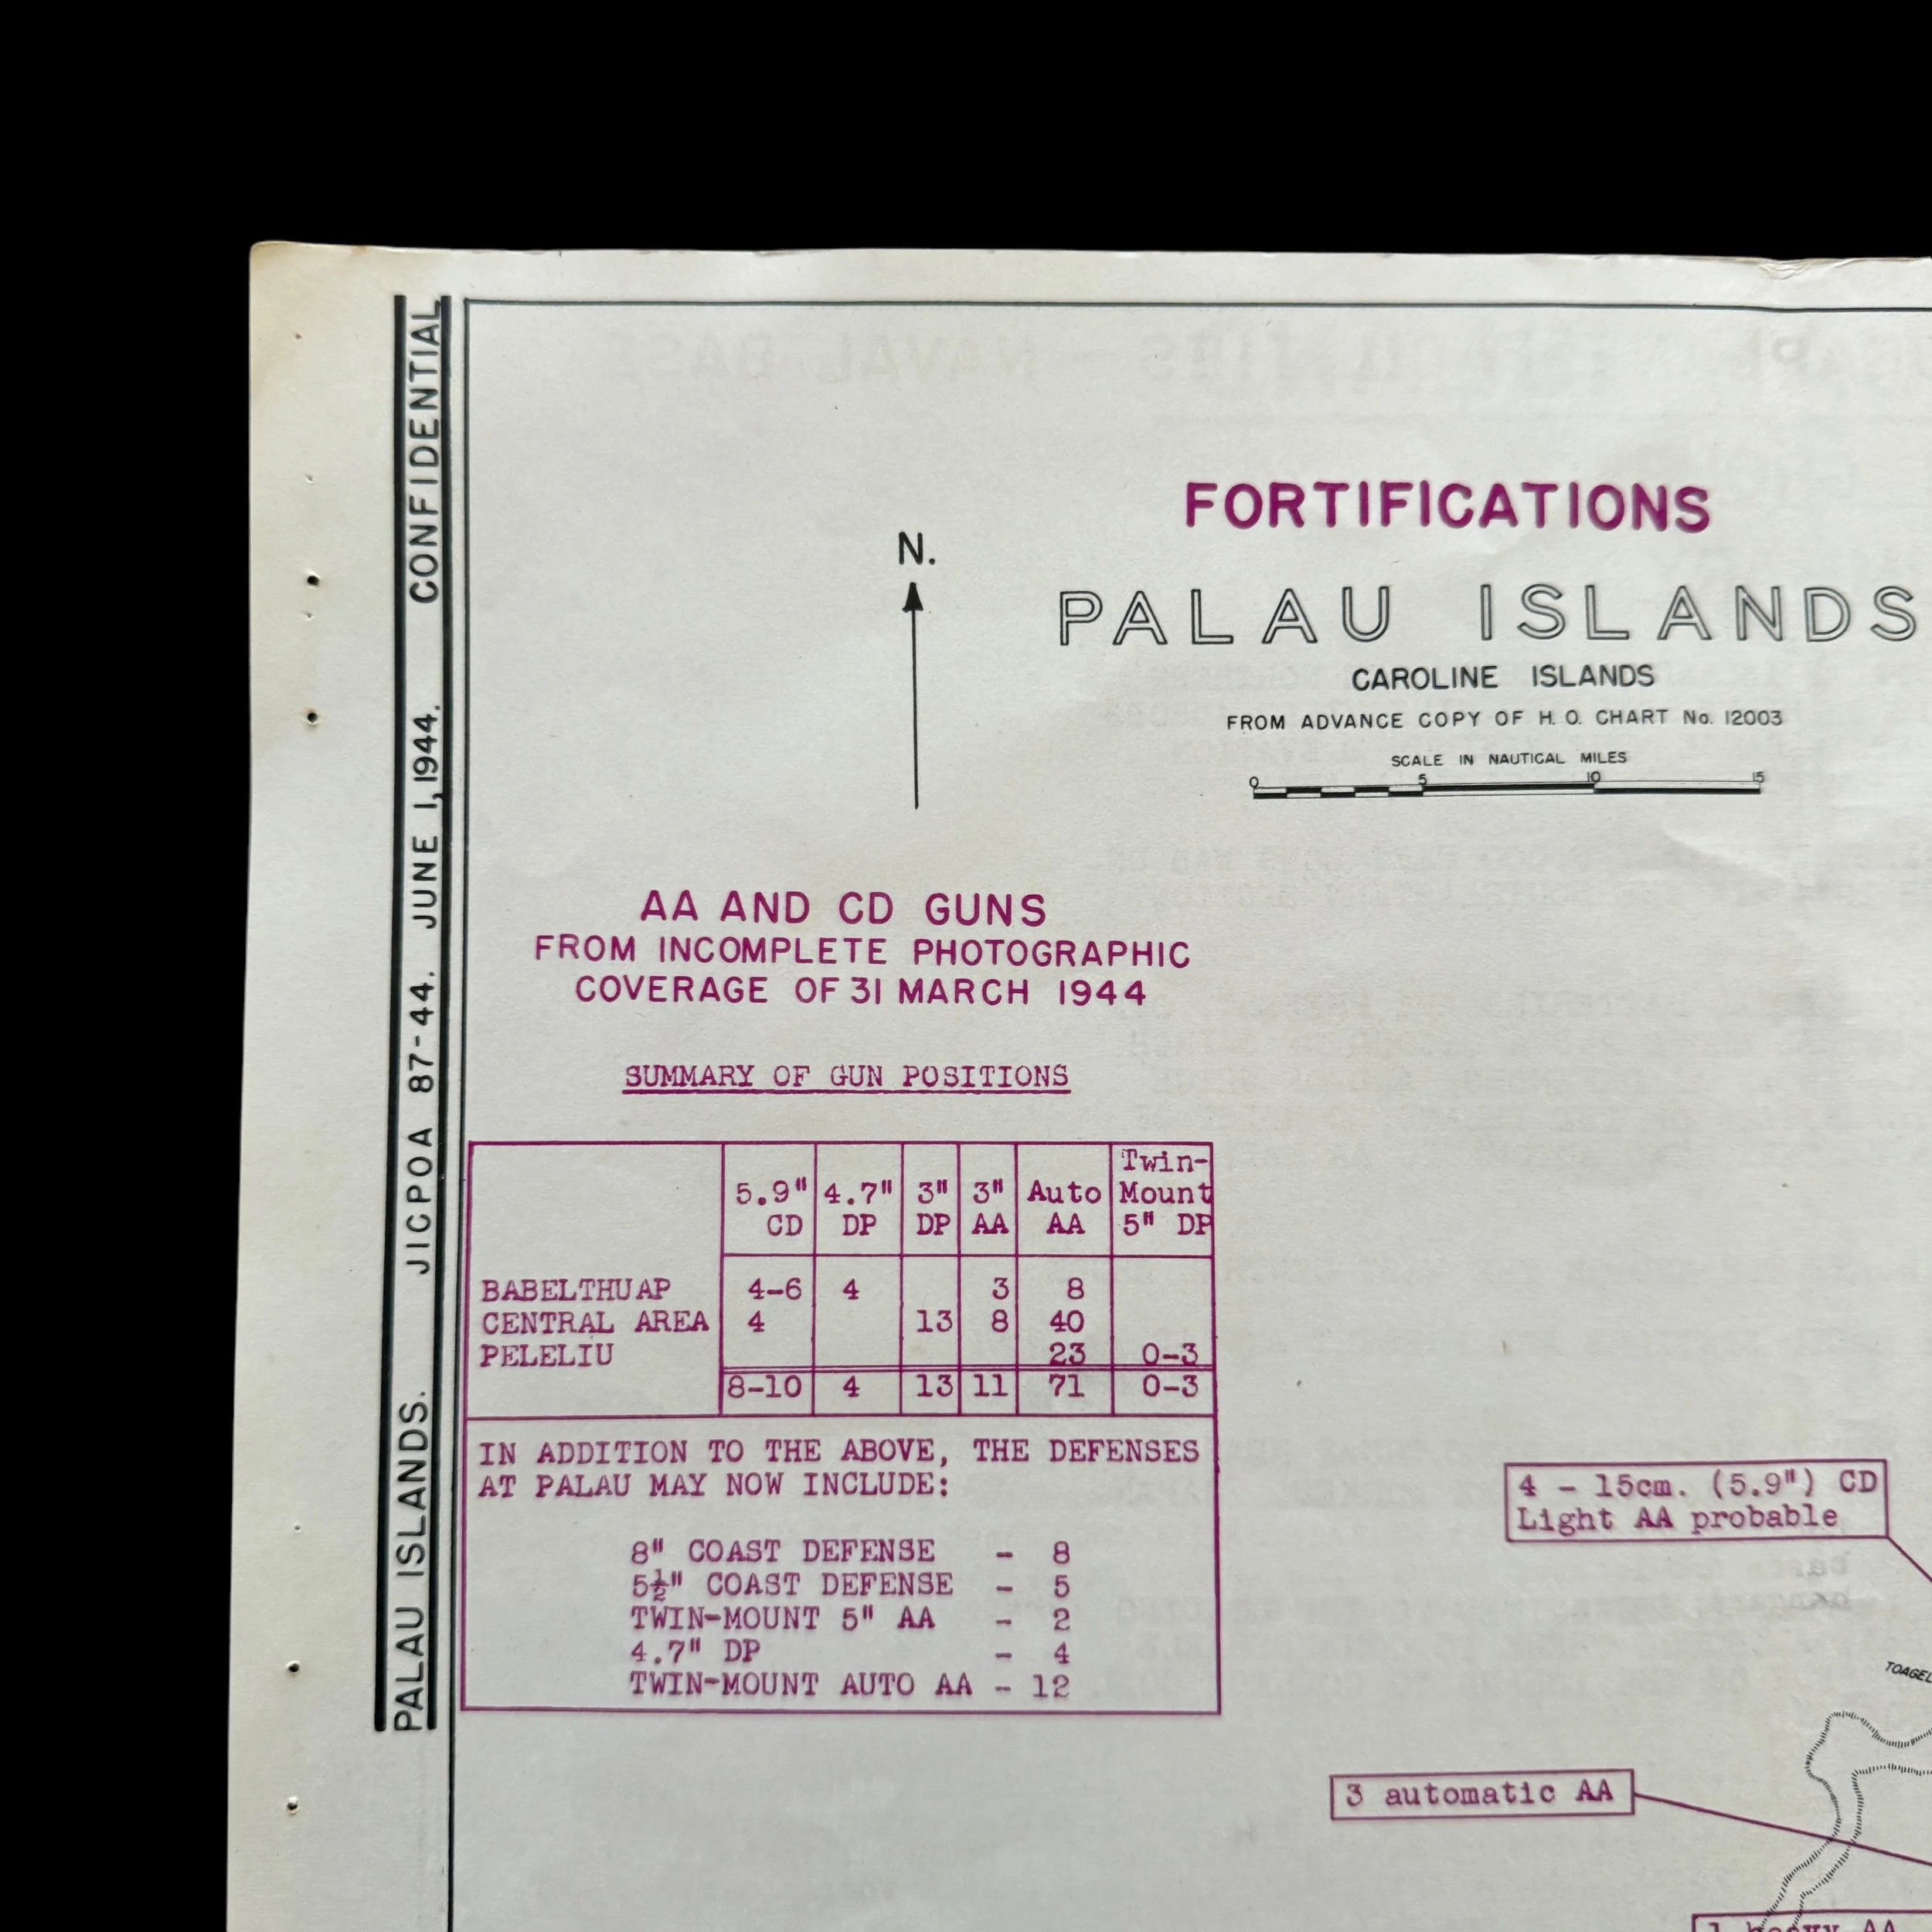 PALAU ISLANDS. JICPOA 87-44. JUNE 1, 1944. CONFIDENTIAL
FORTIFICATIONS
N.
PALAU ISLANDS
CAROLINE ISLANDS
FROM ADVANCE COPY OF H. O. CHART No. 12003
SCALE IN NAUTICAL MILES
0 5 10 15
AA AND CD GUNS
FROM INCOMPLETE PHOTOGRAPHIC
COVERAGE OF 31 MARCH 1944
SUMMARY OF GUN POSITIONS
Twin-
5.9" 4.7" 3" 3" Auto Mount
CD DP DP AA AA 5" DP
BABELTHUAP 4-6 4 3 8
CENTRAL AREA 4 13 8 40
PELELIU 23 0-3
8-10 4 13 11 71 0-3
IN ADDITION TO THE ABOVE, THE DEFENSES
AT PALAU MAY NOW INCLUDE:
8" COAST DEFENSE - 8
5½" COAST DEFENSE - 5
TWIN-MOUNT 5" AA - 2
4.7" DP - 4
TWIN-MOUNT AUTO AA - 12
4 - 15cm. (5.9") CD
Light AA probable
TOAGEL
3 automatic AA
1 heavy AA